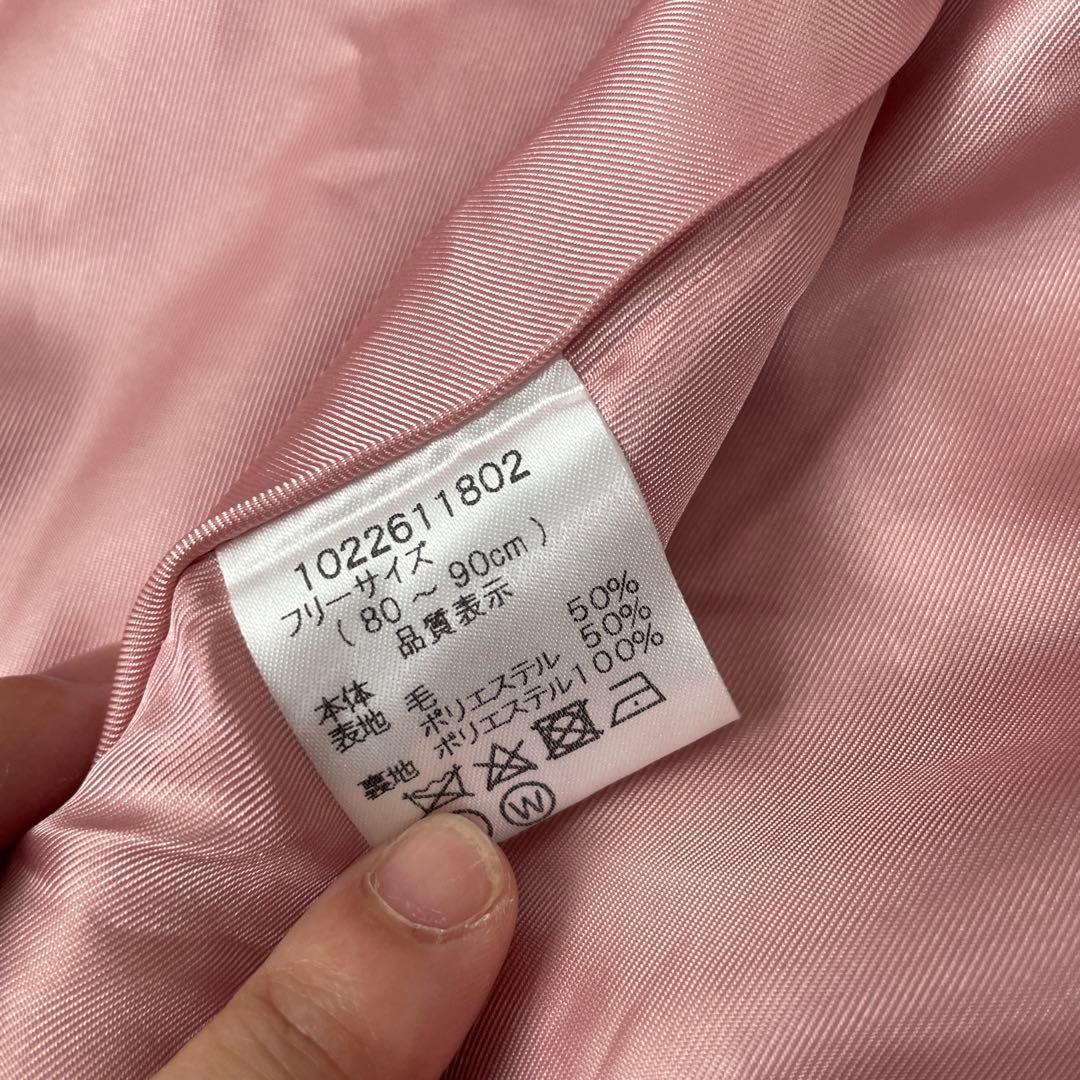 1022611802
フリーサイズ
( 80 ~ 90cm )
品質表示
本体 毛 50%
表地 ポリエステル 50%
裏地 ポリエステル100%
W